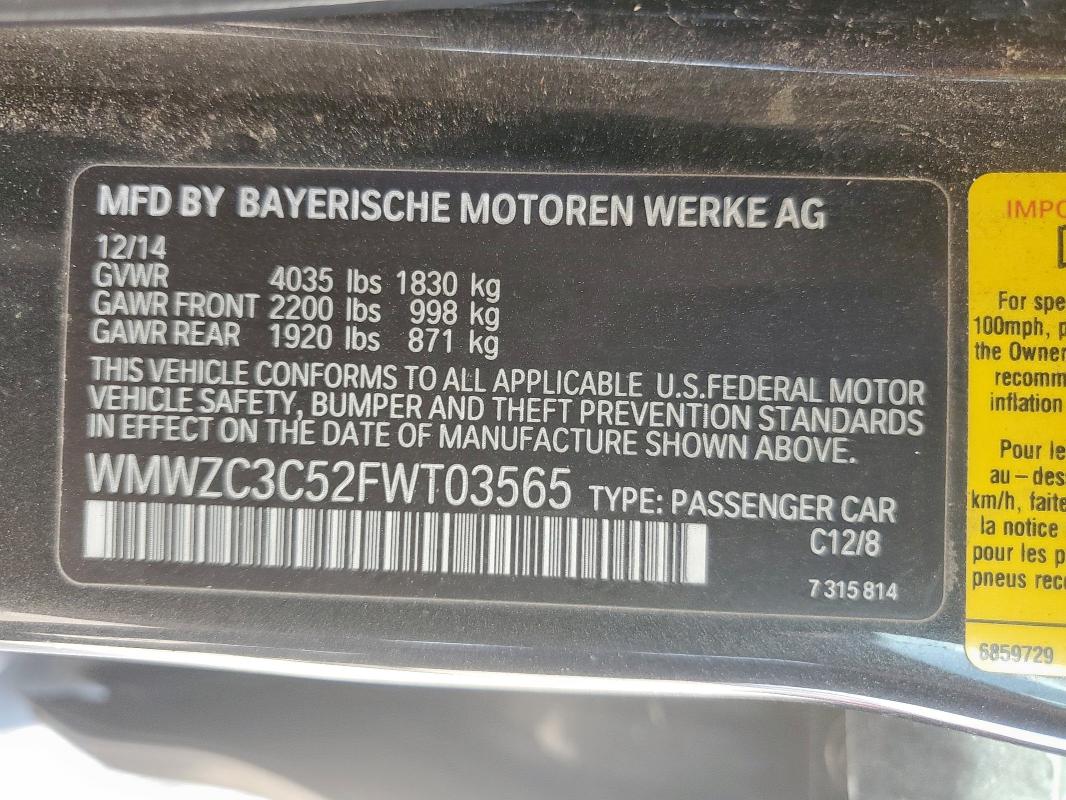 MFD BY BAYERISCHE MOTOREN WERKE AG
12/14
GVWR 4035 lbs 1830 kg
GAWR FRONT 2200 lbs 998 kg
GAWR REAR 1920 lbs 871 kg
THIS VEHICLE CONFORMS TO ALL APPLICABLE U.S.FEDERAL MOTOR
VEHICLE SAFETY, BUMPER AND THEFT PREVENTION STANDARDS
IN EFFECT ON THE DATE OF MANUFACTURE SHOWN ABOVE.
WMWZC3C52FWT03565 TYPE: PASSENGER CAR
C12/8
7 315 814
IMPO
For spe
100mph, p
the Owner
recomm
inflation
Pour le
au – des
km/h, faite
la notice
pour les p
pneus reco
6859729